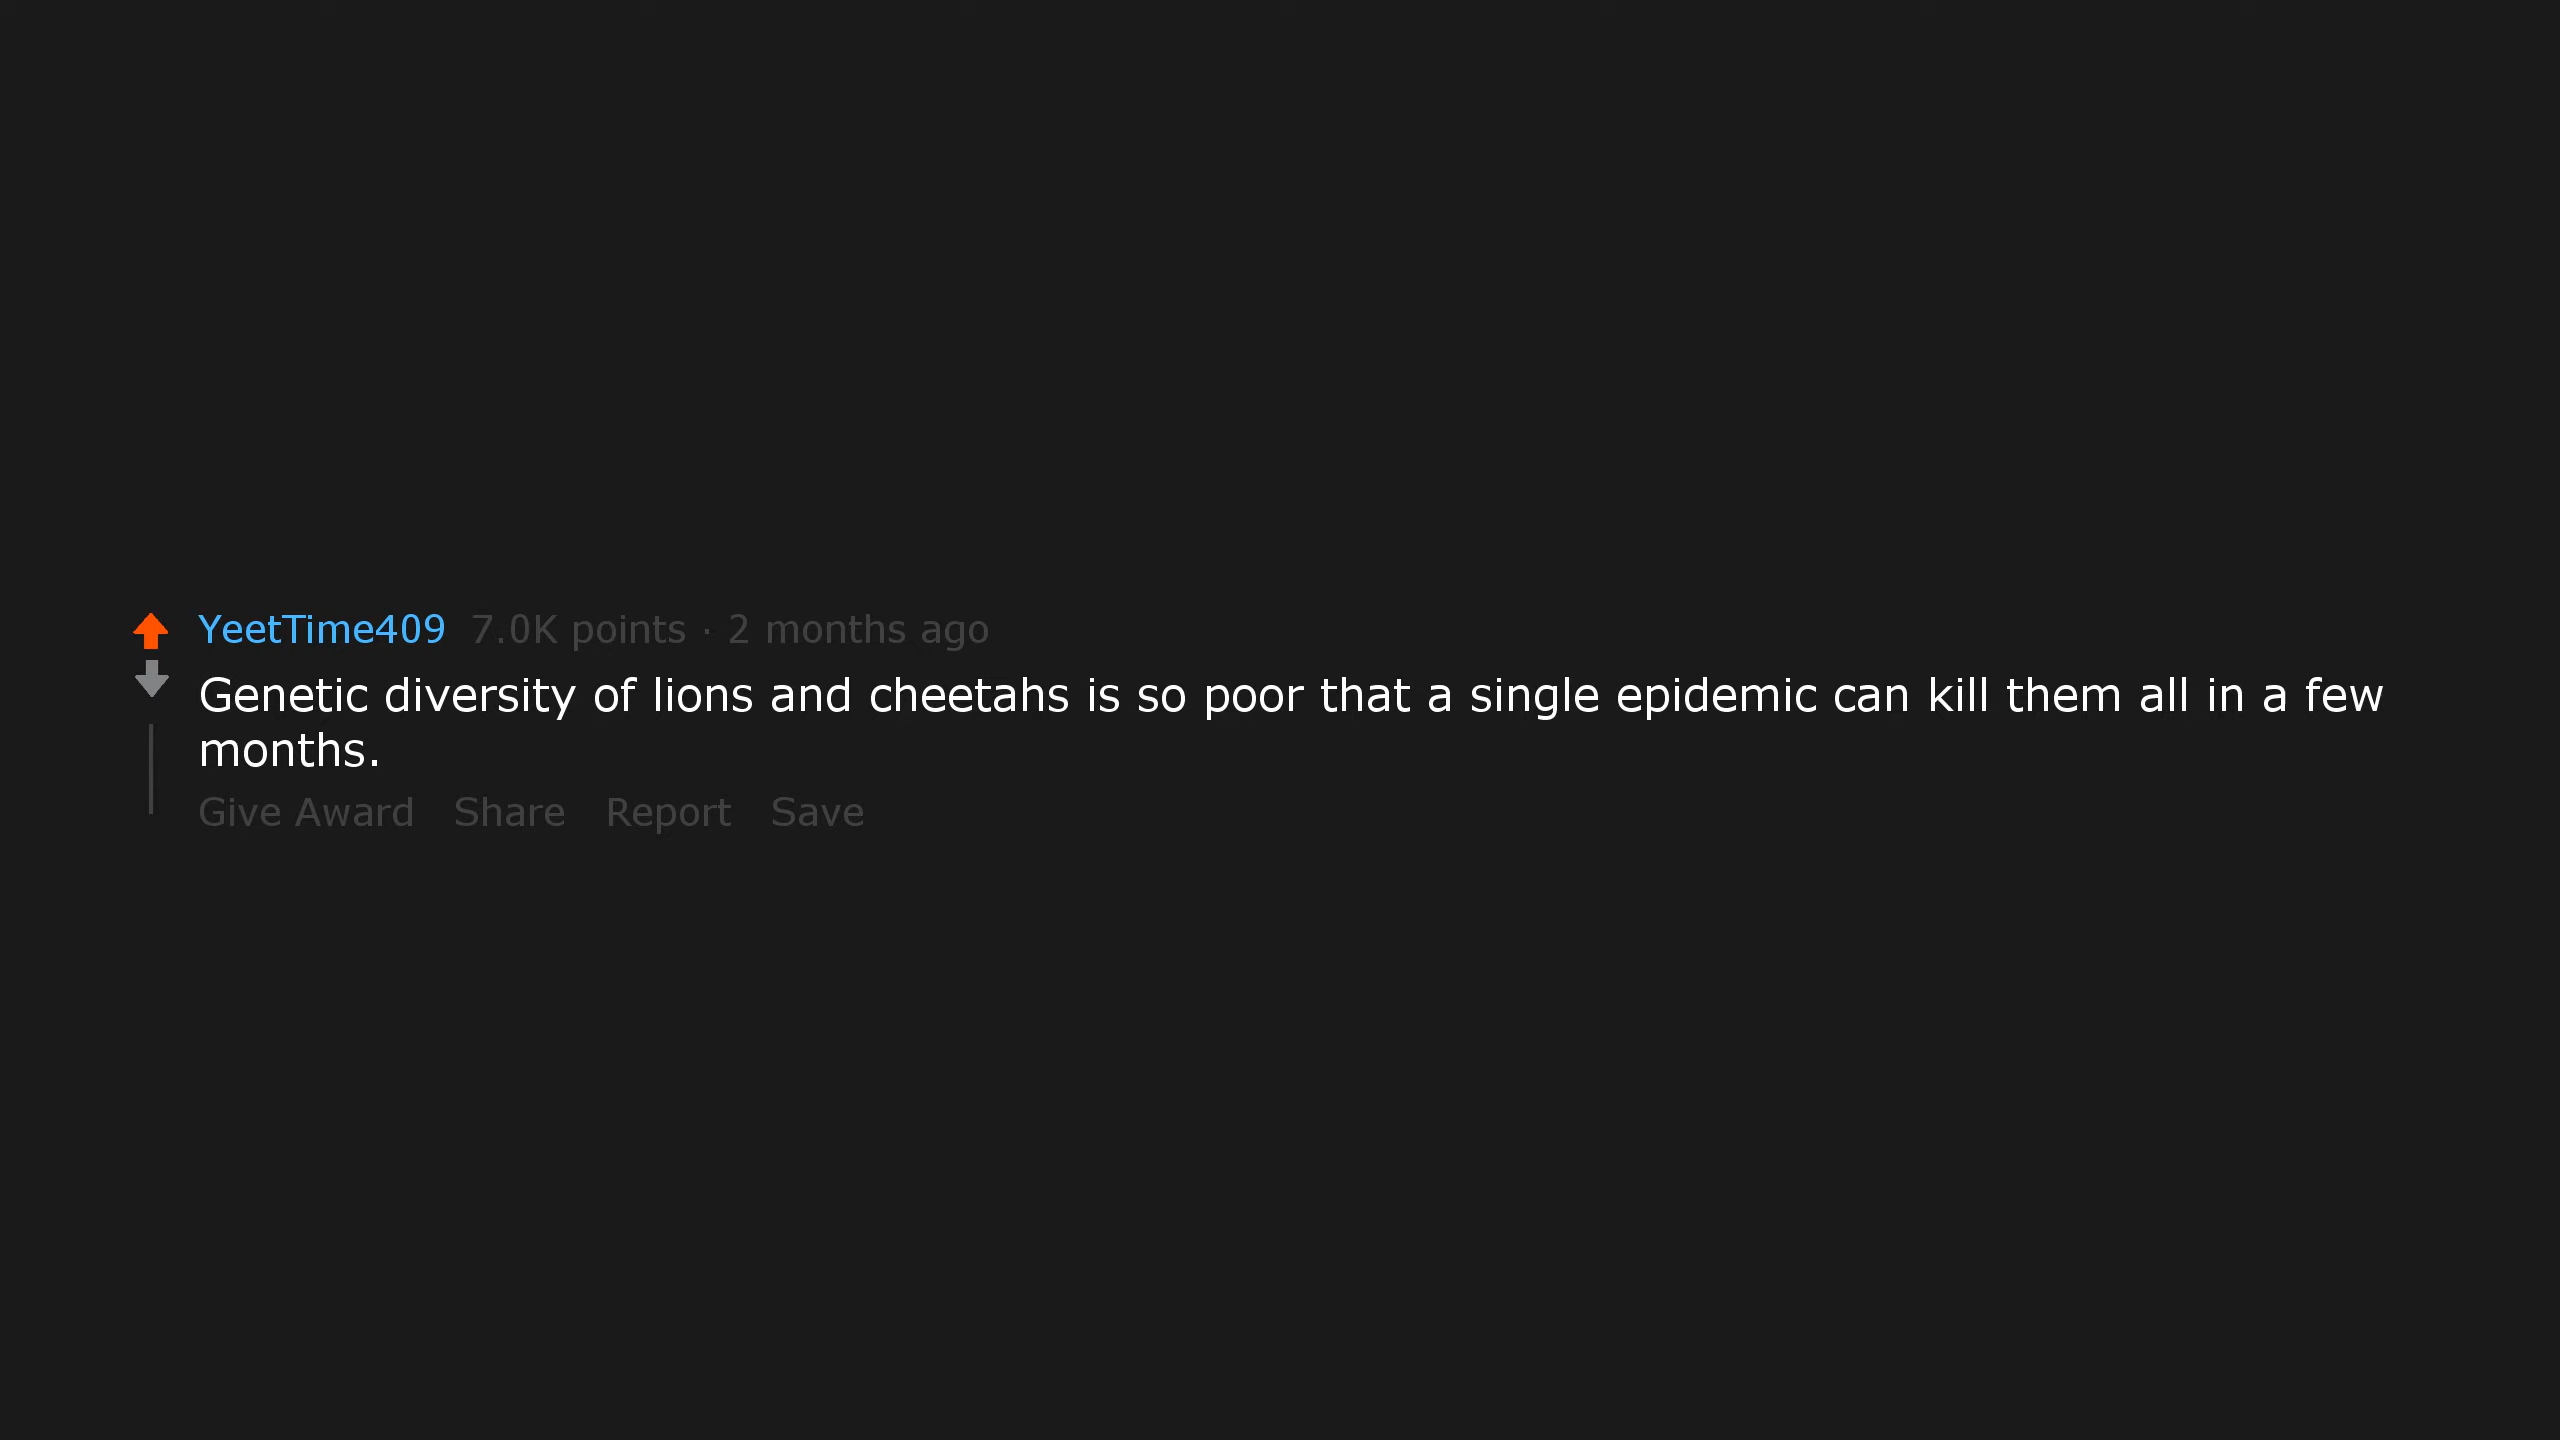 YeetTime409 7.0K points · 2 months ago
Genetic diversity of lions and cheetahs is so poor that a single epidemic can kill them all in a few
months.
Give Award Share Report Save